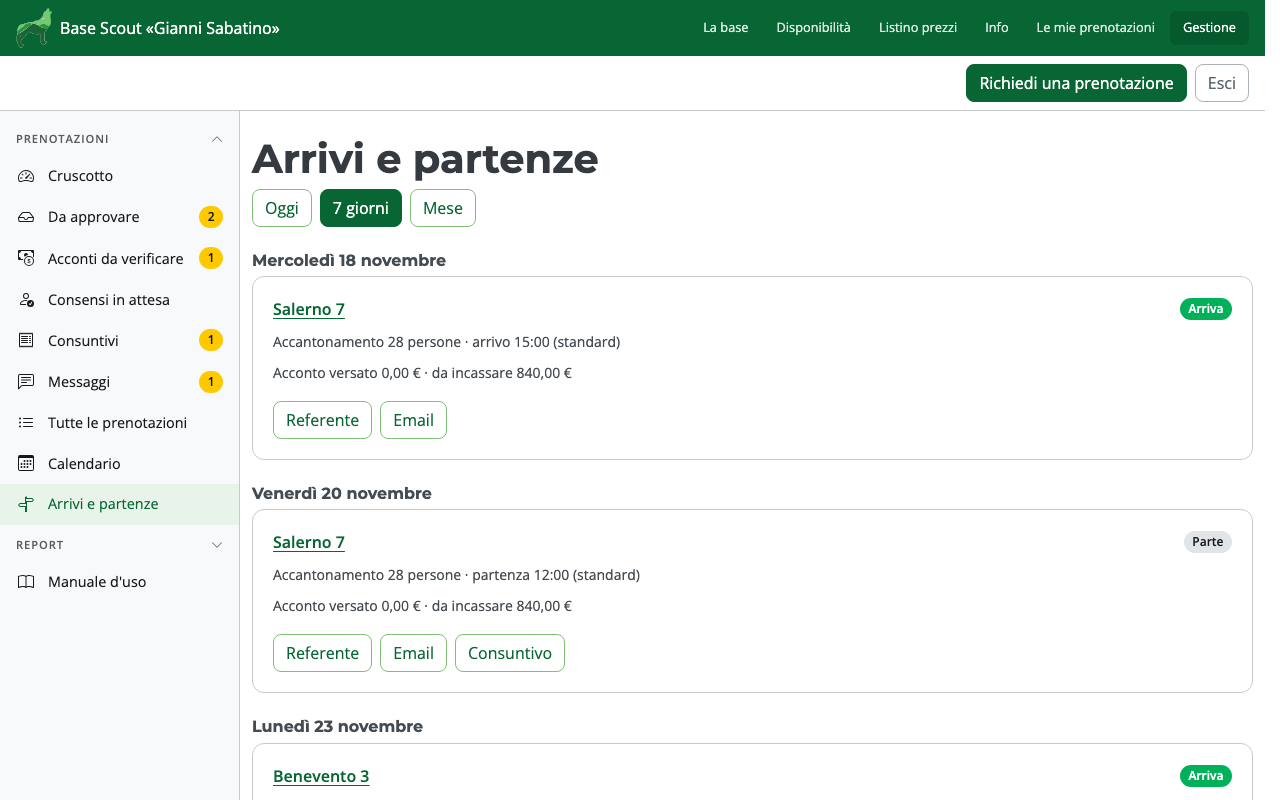 Base Scout «Gianni Sabatino»
La base
Disponibilità
Listino prezzi
Info
Le mie prenotazioni
Gestione
Richiedi una prenotazione
Esci
PRENOTAZIONI
Cruscotto
Da approvare 2
Acconti da verificare 1
Consensi in attesa
Consuntivi 1
Messaggi 1
Tutte le prenotazioni
Calendario
Arrivi e partenze
REPORT
Manuale d'uso
Arrivi e partenze
Oggi
7 giorni
Mese
Mercoledì 18 novembre
Salerno 7
Arriva
Accantonamento 28 persone · arrivo 15:00 (standard)
Acconto versato 0,00 € · da incassare 840,00 €
Referente
Email
Venerdì 20 novembre
Salerno 7
Parte
Accantonamento 28 persone · partenza 12:00 (standard)
Acconto versato 0,00 € · da incassare 840,00 €
Referente
Email
Consuntivo
Lunedì 23 novembre
Benevento 3
Arriva